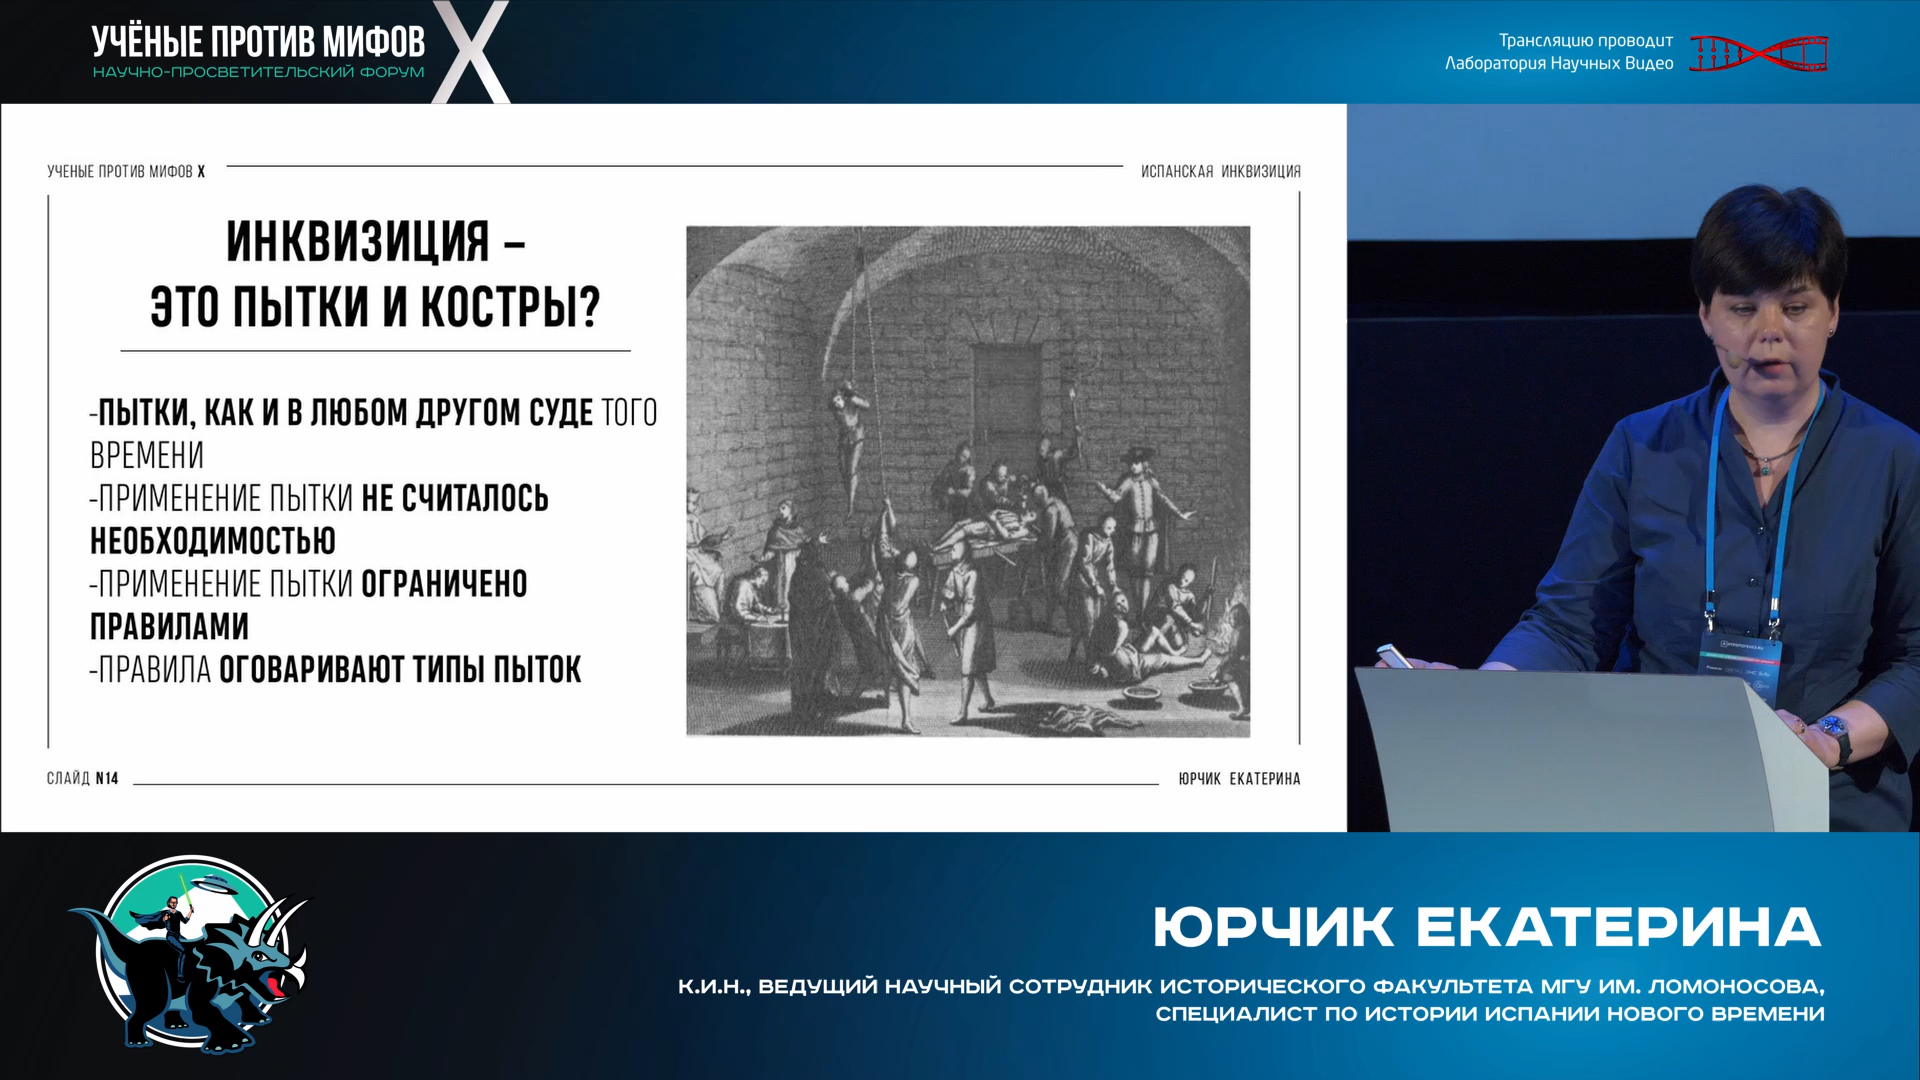 УЧЁНЫЕ ПРОТИВ МИФОВ X
НАУЧНО-ПРОСВЕТИТЕЛЬСКИЙ ФОРУМ
Трансляцию проводит
Лаборатория Научных Видео
УЧЕНЫЕ ПРОТИВ МИФОВ X
ИСПАНСКАЯ ИНКВИЗИЦИЯ
ИНКВИЗИЦИЯ –
ЭТО ПЫТКИ И КОСТРЫ?
-ПЫТКИ, КАК И В ЛЮБОМ ДРУГОМ СУДЕ ТОГО
ВРЕМЕНИ
-ПРИМЕНЕНИЕ ПЫТКИ НЕ СЧИТАЛОСЬ
НЕОБХОДИМОСТЬЮ
-ПРИМЕНЕНИЕ ПЫТКИ ОГРАНИЧЕНО
ПРАВИЛАМИ
-ПРАВИЛА ОГОВАРИВАЮТ ТИПЫ ПЫТОК
СЛАЙД N14
ЮРЧИК ЕКАТЕРИНА
ЮРЧИК ЕКАТЕРИНА
К.И.Н., ВЕДУЩИЙ НАУЧНЫЙ СОТРУДНИК ИСТОРИЧЕСКОГО ФАКУЛЬТЕТА МГУ ИМ. ЛОМОНОСОВА,
СПЕЦИАЛИСТ ПО ИСТОРИИ ИСПАНИИ НОВОГО ВРЕМЕНИ